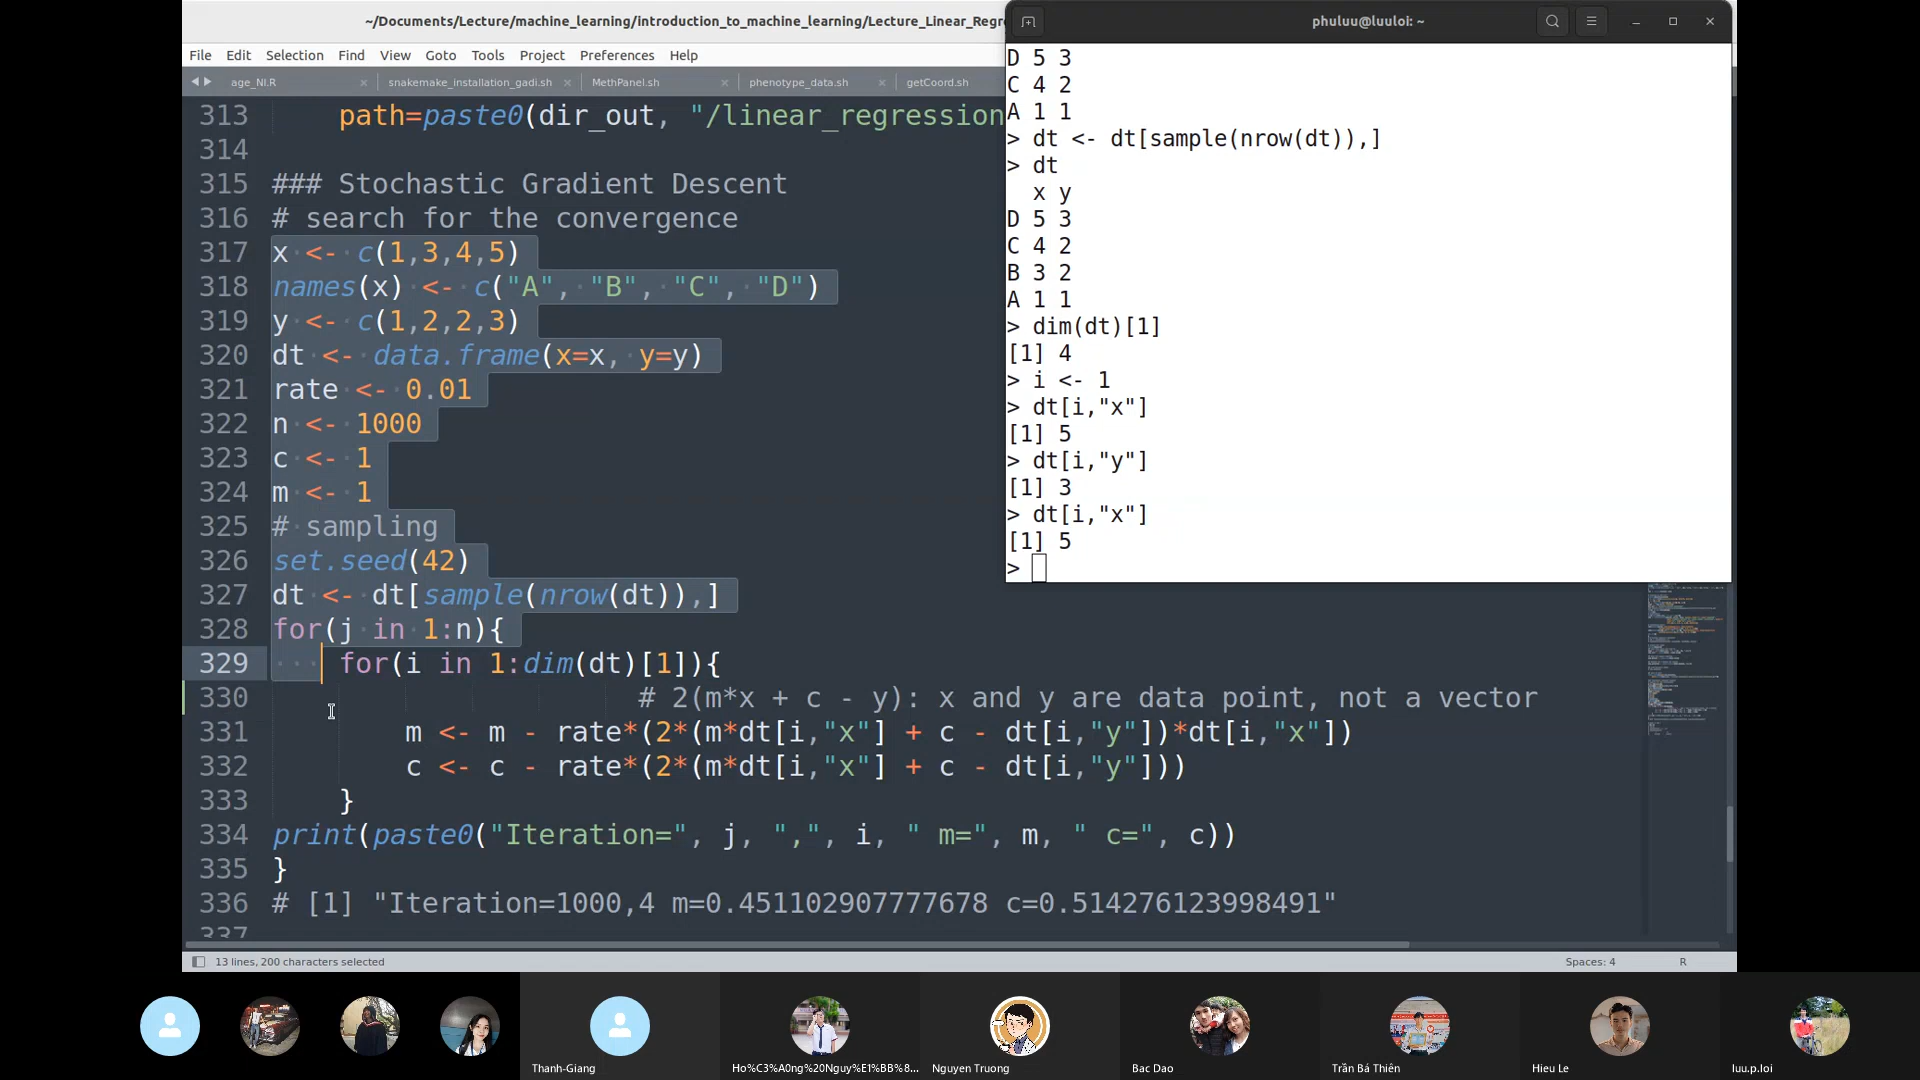 ~/Documents/Lecture/machine_learning/introduction_to_machine_learning/Lecture_Linear_Regre
File Edit Selection Find View Goto Tools Project Preferences Help
age_NI.R snakemake_installation_gadi.sh MethPanel.sh phenotype_data.sh getCoord.sh
313 path=paste0(dir_out, "/linear_regression
314
315 ### Stochastic Gradient Descent
316 # search for the convergence
317 x <- c(1,3,4,5)
318 names(x) <- c("A", "B", "C", "D")
319 y <- c(1,2,2,3)
320 dt <- data.frame(x=x, y=y)
321 rate <- 0.01
322 n <- 1000
323 c <- 1
324 m <- 1
325 # sampling
326 set.seed(42)
327 dt <- dt[sample(nrow(dt)),]
328 for(j in 1:n){
329 for(i in 1:dim(dt)[1]){
330 # 2(m*x + c - y): x and y are data point, not a vector
331 m <- m - rate*(2*(m*dt[i,"x"] + c - dt[i,"y"])*dt[i,"x"])
332 c <- c - rate*(2*(m*dt[i,"x"] + c - dt[i,"y"]))
333 }
334 print(paste0("Iteration=", j, ",", i, " m=", m, " c=", c))
335 }
336 # [1] "Iteration=1000,4 m=0.451102907777678 c=0.514276123998491"
337
13 lines, 200 characters selected
Spaces: 4 R
phuluu@luuloi: ~
D 5 3
C 4 2
A 1 1
> dt <- dt[sample(nrow(dt)),]
> dt
x y
D 5 3
C 4 2
B 3 2
A 1 1
> dim(dt)[1]
[1] 4
> i <- 1
> dt[i,"x"]
[1] 5
> dt[i,"y"]
[1] 3
> dt[i,"x"]
[1] 5
>
Thanh-Giang
Ho%C3%A0ng%20Nguy%E1%BB%8...
Nguyen Truong
Bac Dao
Trần Bá Thiên
Hieu Le
luu.p.loi